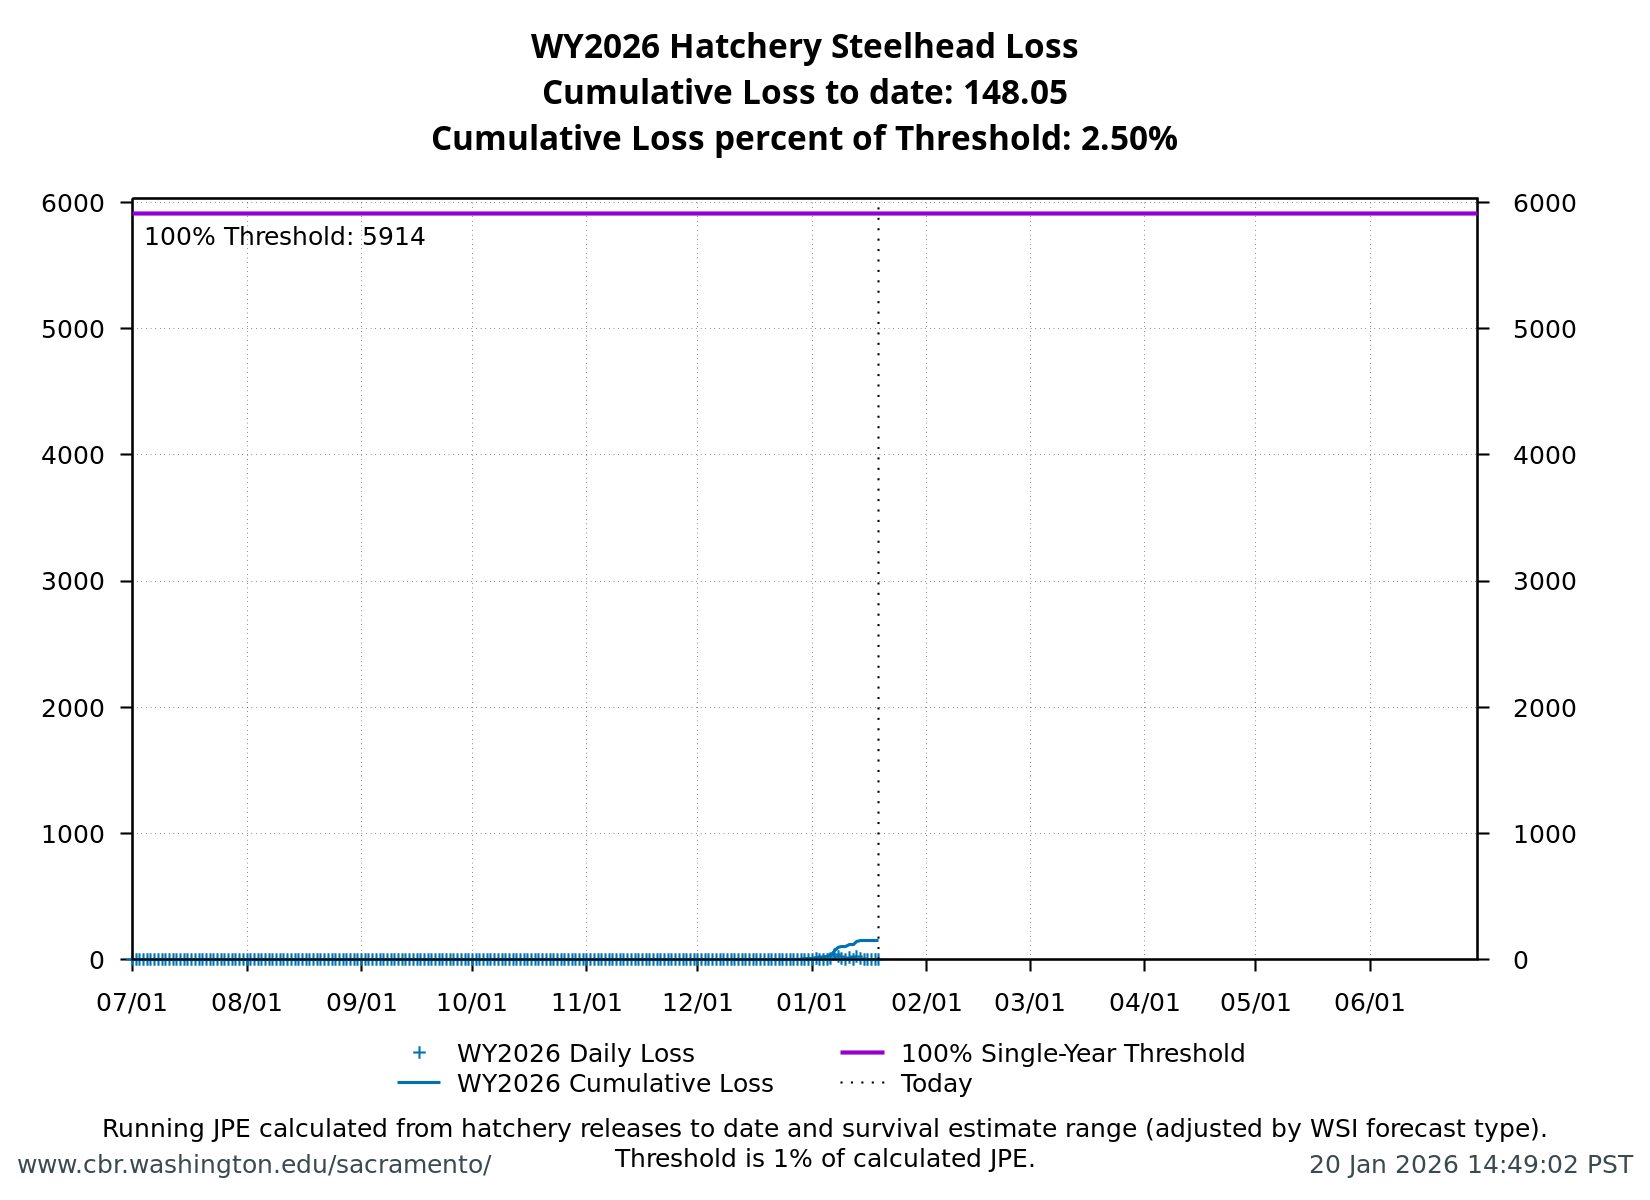 WY2026 Hatchery Steelhead Loss
Cumulative Loss to date: 148.05
Cumulative Loss percent of Threshold: 2.50%
6000 6000
100% Threshold: 5914
5000 5000
4000 4000
3000 3000
2000 2000
1000 1000
0 0
07/01 08/01 09/01 10/01 11/01 12/01 01/01 02/01 03/01 04/01 05/01 06/01
WY2026 Daily Loss 100% Single-Year Threshold
WY2026 Cumulative Loss Today
Running JPE calculated from hatchery releases to date and survival estimate range (adjusted by WSI forecast type).
Threshold is 1% of calculated JPE.
www.cbr.washington.edu/sacramento/ 20 Jan 2026 14:49:02 PST